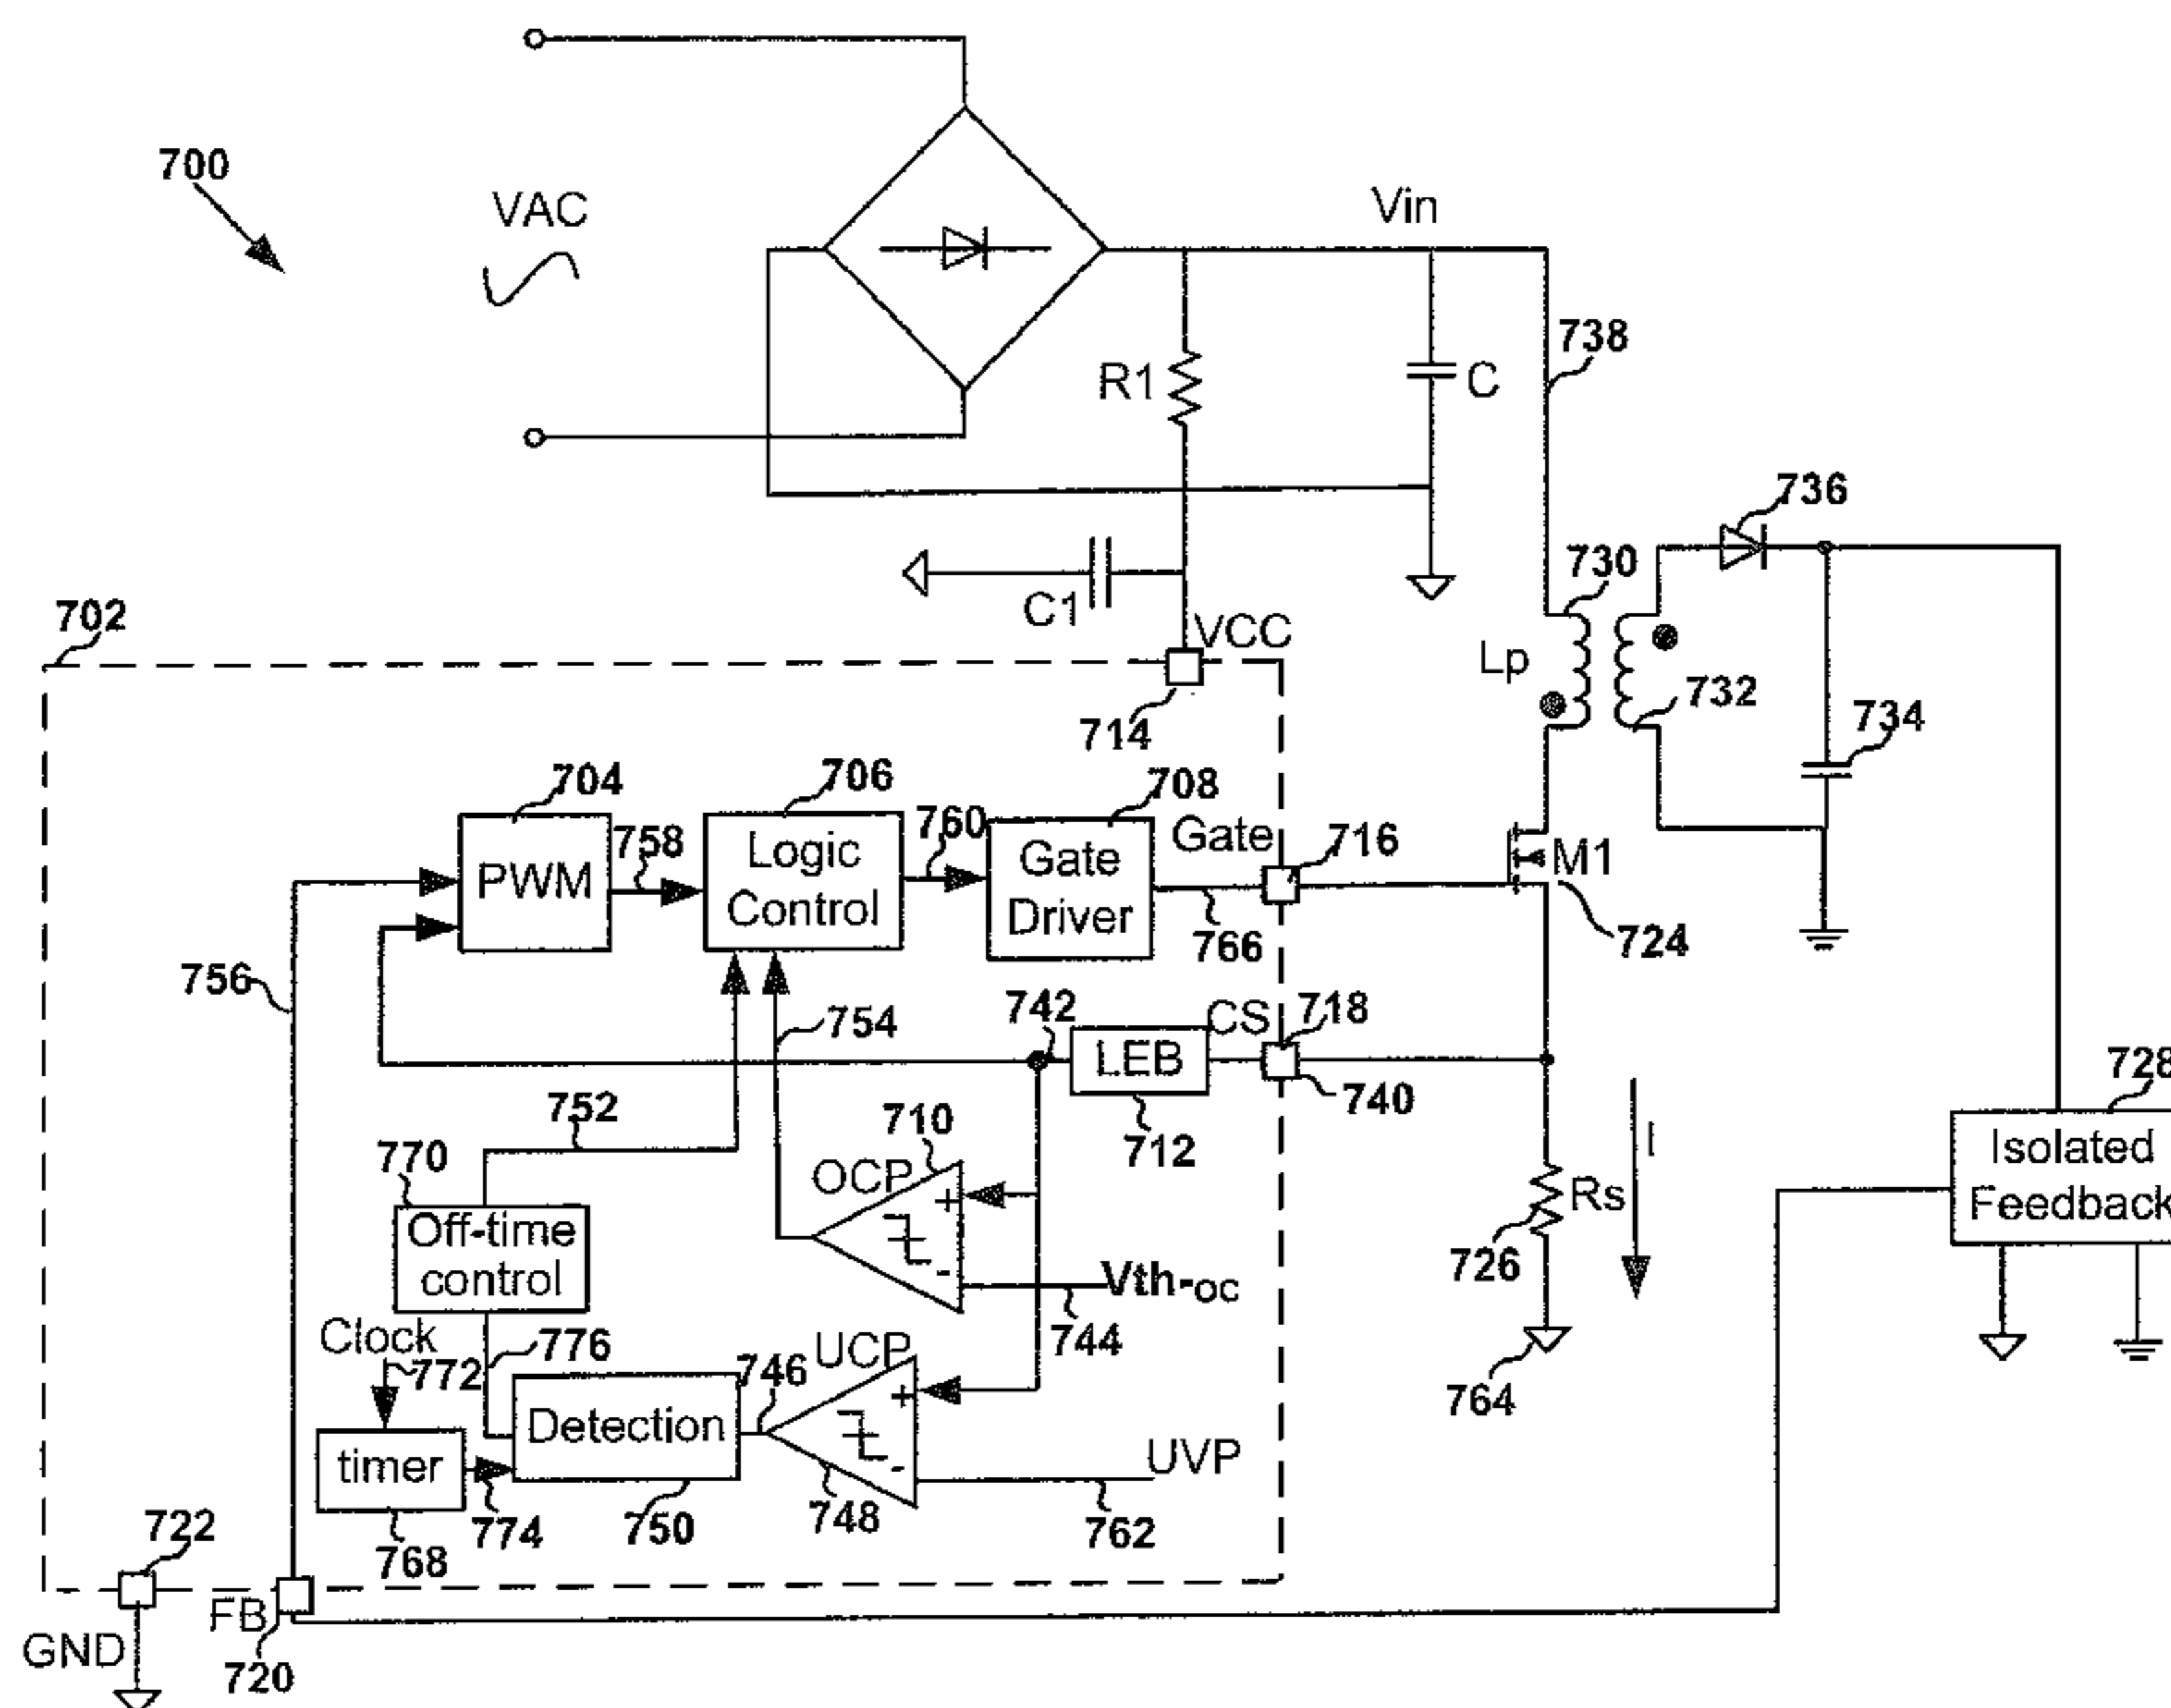 700
VAC
Vin
738
R1
C
736
730
C1
VCC
702
Lp
732
714
734
704
706
708
758
760
Gate
716
PWM
Logic
Control
Gate
Driver
M1
766
724
756
754
742
CS
718
LEB
740
728
752
710
712
I
770
OCP
+
-
Isolated
Feedback
Rs
Off-time
control
Vth-OC
726
Clock
776
UCP
744
772
746
+
-
764
Detection
timer
UVP
748
722
774
750
762
768
FB
GND
720